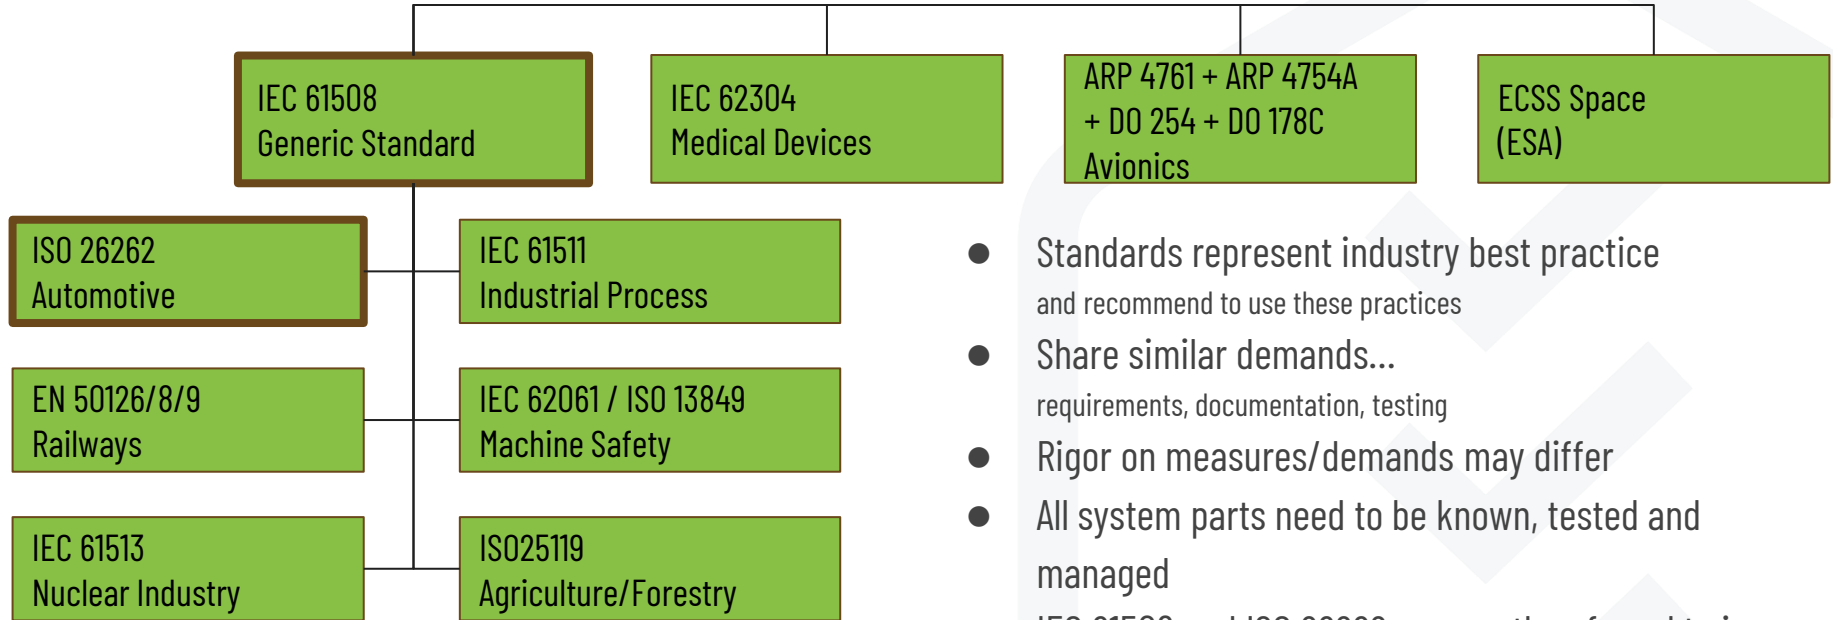 IEC 61508
Generic Standard
IEC 62304
Medical Devices
ARP 4761 + ARP 4754A
+ DO 254 + DO 178C
Avionics
ECSS Space
(ESA)
ISO 26262
Automotive
IEC 61511
Industrial Process
EN 50126/8/9
Railways
IEC 62061 / ISO 13849
Machine Safety
IEC 61513
Nuclear Industry
ISO25119
Agriculture/Forestry
● Standards represent industry best practice
and recommend to use these practices
● Share similar demands...
requirements, documentation, testing
● Rigor on measures/demands may differ
● All system parts need to be known, tested and
managed